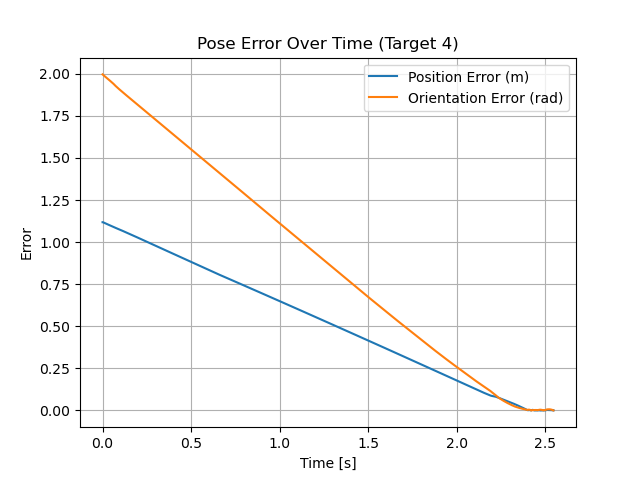 Pose Error Over Time (Target 4)
Position Error (m)
Orientation Error (rad)
2.00
1.75
1.50
1.25
1.00
0.75
0.50
0.25
0.00
Error
0.0 0.5 1.0 1.5 2.0 2.5
Time [s]